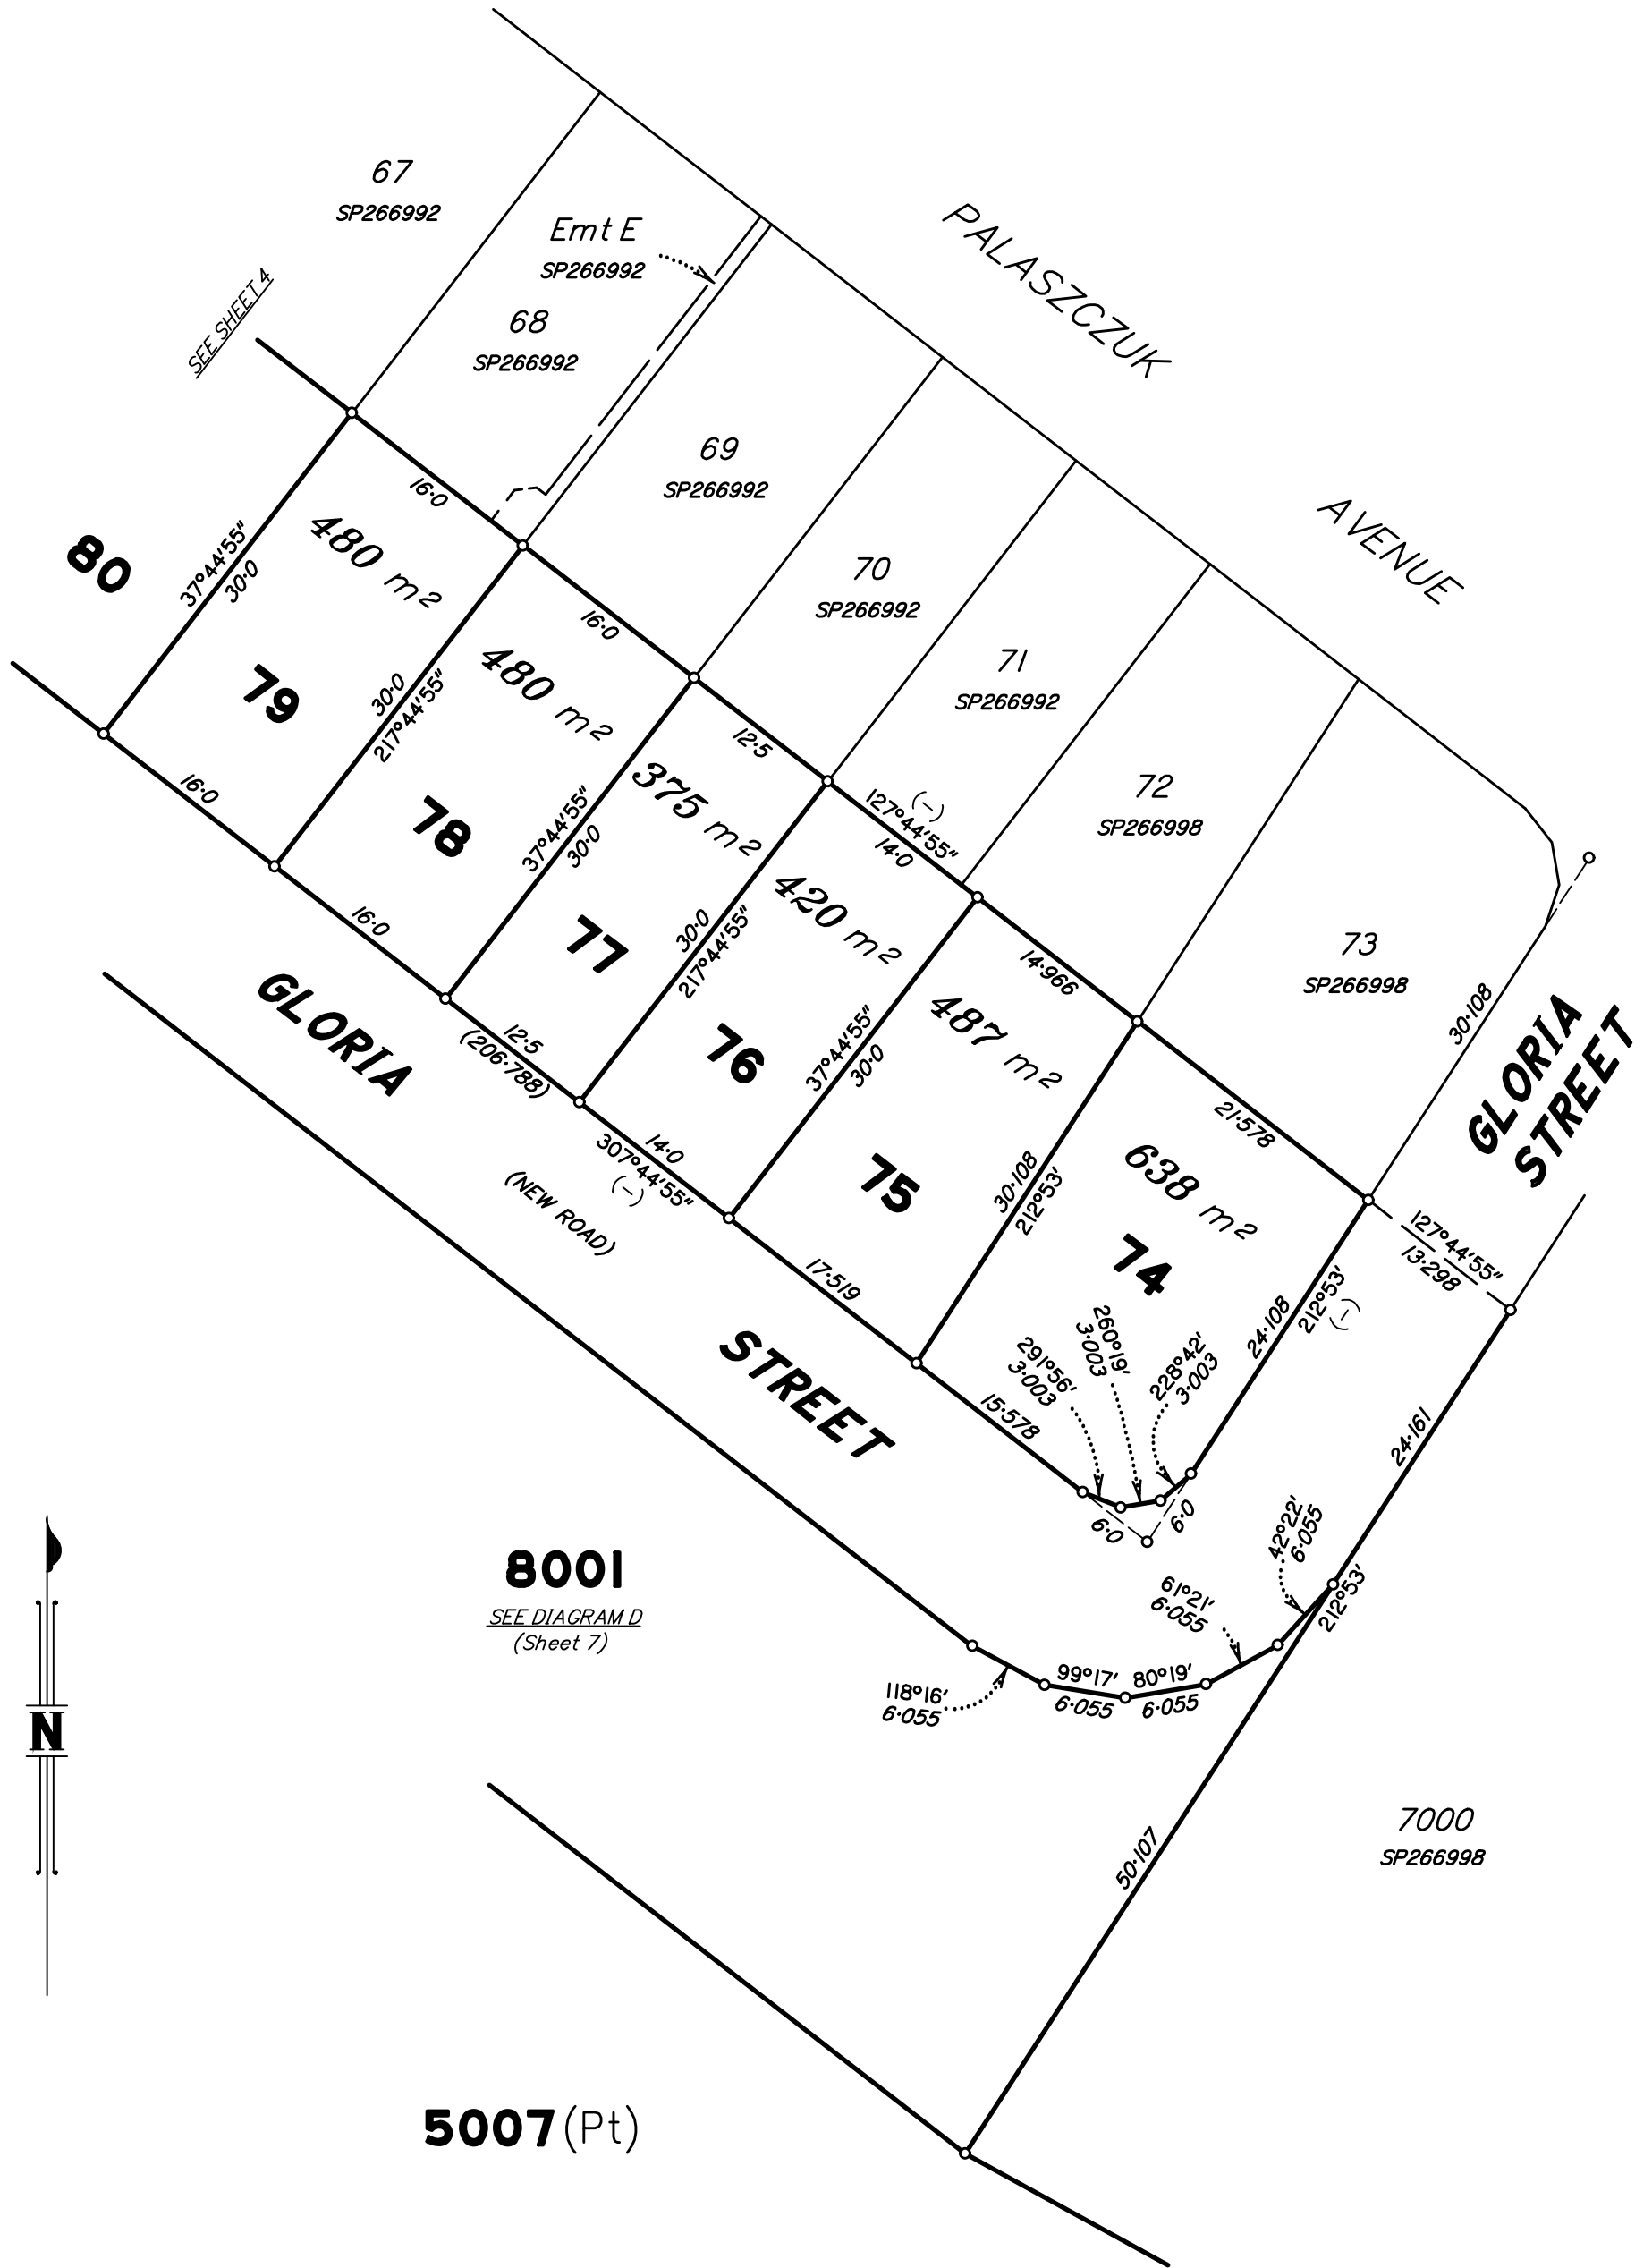 PALASZCZUK
AVENUE
67
SP266992
Emt E
SP266992
68
SP266992
SEE SHEET 4
69
SP266992
70
SP266992
71
SP266992
72
SP266998
73
SP266998
80
37°44'55"
30·0
16·0
480 m2
79
16·0
30·0
217°44'55"
16·0
480 m2
78
16·0
37°44'55"
30·0
12·5
375 m2
77
12·5
(206·788)
30·0
217°44'55"
127°44'55"
(-)
14·0
420 m2
76
14·0
307°44'55"
(-)
37°44'55"
30·0
14·966
487 m2
75
17·519
30·108
212°53'
21·578
638 m2
74
15·578
291°56'
3·003
260°19'
3·003
228°42'
3·003
24·108
212°53'
(-)
6·0
6·0
30·108
GLORIA
STREET
127°44'55"
13·298
24·161
GLORIA
STREET
(NEW ROAD)
42°22'
6·055
212°53'
61°21'
6·055
80°19'
6·055
99°17'
6·055
118°16'
6·055
8001
SEE DIAGRAM D
(Sheet 7)
N
50·107
7000
SP266998
5007 (Pt)